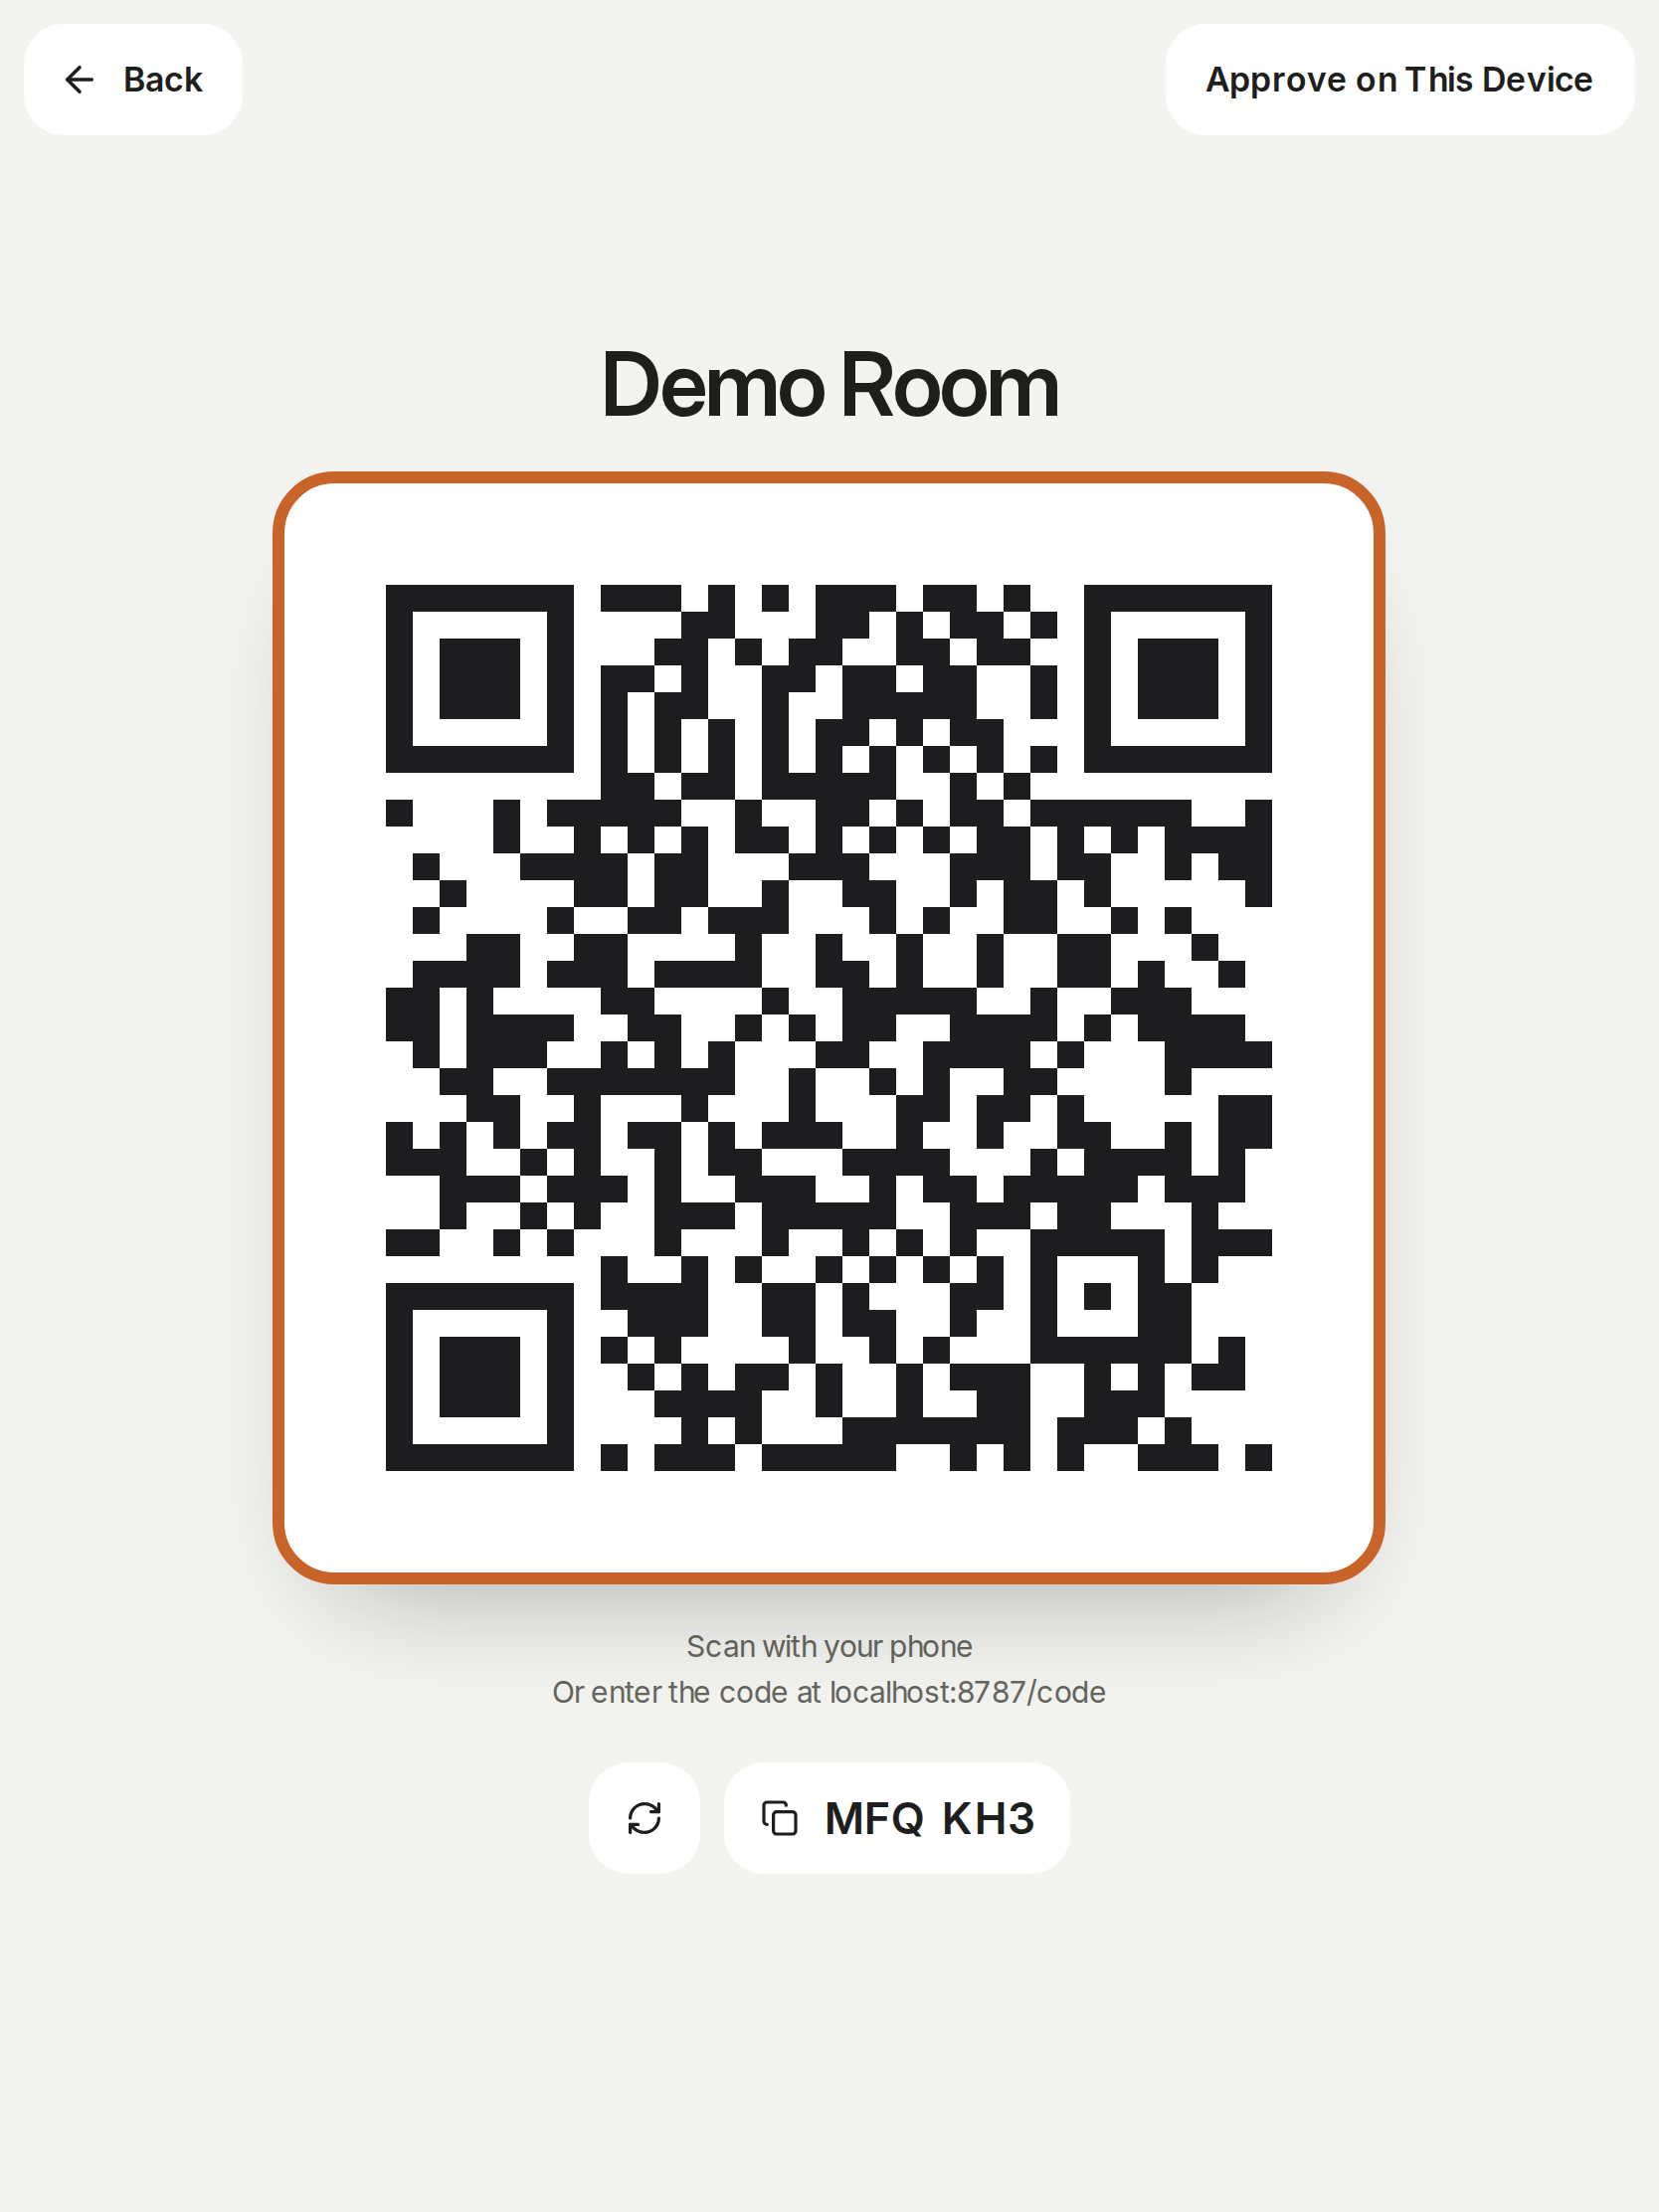 Back
Approve on This Device
Demo Room
Scan with your phone
Or enter the code at localhost:8787/code
MFQ KH3